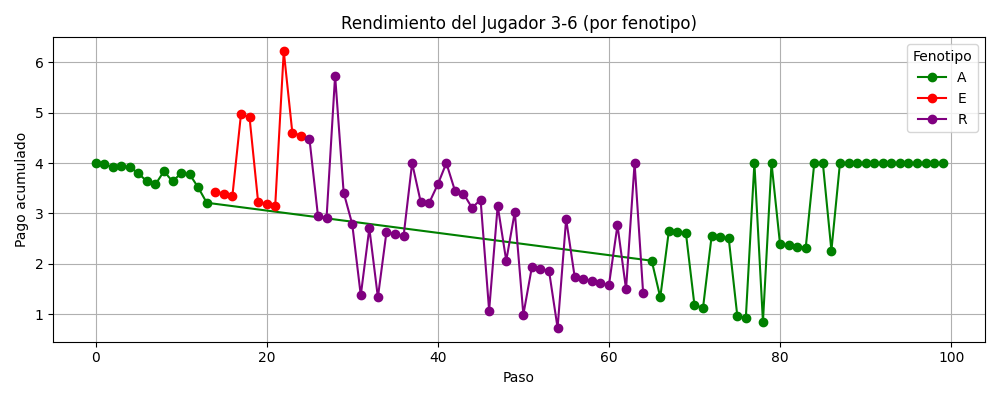 Rendimiento del Jugador 3-6 (por fenotipo)
Pago acumulado
6
5
4
3
2
1
0
20
40
60
80
100
Paso
Fenotipo
A
E
R